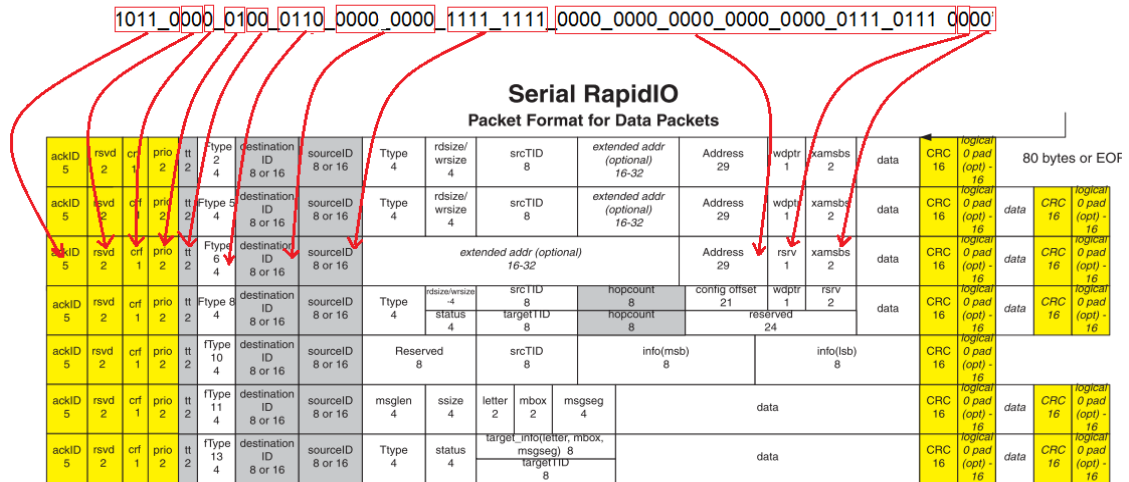 1011_0000_0100_0110_0000_0000_1111_1111_0000_0000_0000_0000_0000_0111_0111_0000'
Serial RapidIO
Packet Format for Data Packets
80 bytes or EOP
ackID 5 rsvd 2 crf 1 prio 2 tt 2 Ftype 2 4 destination ID 8 or 16 sourceID 8 or 16 Ttype 4 rdsize/ wrsize 4 srcTID 8 extended addr (optional) 16-32 Address 29 wdptr 1 xamsbs 2 data CRC 16 logical 0 pad (opt) - 16
ackID 5 rsvd 2 crf 1 prio 2 tt 2 Ftype 5 4 destination ID 8 or 16 sourceID 8 or 16 Ttype 4 rdsize/ wrsize 4 srcTID 8 extended addr (optional) 16-32 Address 29 wdptr 1 xamsbs 2 data CRC 16 logical 0 pad (opt) - 16 data CRC 16 logical 0 pad (opt) - 16
ackID 5 rsvd 2 crf 1 prio 2 tt 2 Ftype 6 4 destination ID 8 or 16 sourceID 8 or 16 extended addr (optional) 16-32 Address 29 rsrv 1 xamsbs 2 data CRC 16 logical 0 pad (opt) - 16 data CRC 16 logical 0 pad (opt) - 16
ackID 5 rsvd 2 crf 1 prio 2 tt 2 Ftype 8 4 destination ID 8 or 16 sourceID 8 or 16 Ttype 4 rdsize/wrsize -4 srcTID 8 hopcount 8 config offset 21 wdptr 1 rsrv 2 status 4 targetTID 8 hopcount 8 reserved 24 data CRC 16 logical 0 pad (opt) - 16 data CRC 16 logical 0 pad (opt) - 16
ackID 5 rsvd 2 crf 1 prio 2 tt 2 fType 10 4 destination ID 8 or 16 sourceID 8 or 16 Reserved 8 srcTID 8 info(msb) 8 info(lsb) 8 CRC 16 logical 0 pad (opt) - 16
ackID 5 rsvd 2 crf 1 prio 2 tt 2 fType 11 4 destination ID 8 or 16 sourceID 8 or 16 msglen 4 ssize 4 letter 2 mbox 2 msgseg 4 data CRC 16 logical 0 pad (opt) - 16 data CRC 16 logical 0 pad (opt) - 16
ackID 5 rsvd 2 crf 1 prio 2 tt 2 fType 13 4 destination ID 8 or 16 sourceID 8 or 16 Ttype 4 status 4 target_info(letter, mbox, msgseg) 8 targetTID 8 data CRC 16 logical 0 pad (opt) - 16 data CRC 16 logical 0 pad (opt) - 16